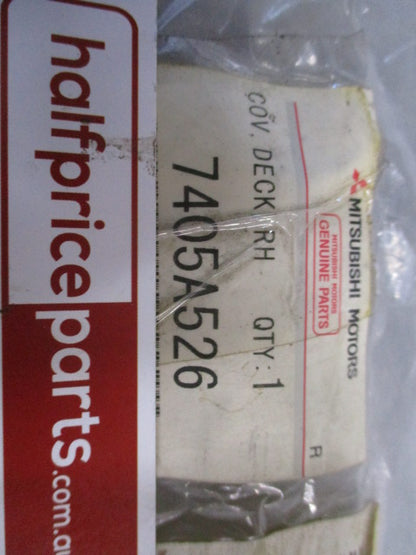 MITSUBISHI MOTORS
MITSUBISHI MOTORS
GENUINE PARTS
R
COV, DECK RH. QTY:1
7405A526
halfpriceparts.com.au